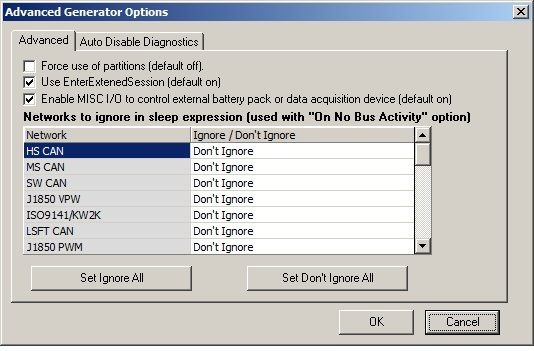 Advanced Generator Options
Advanced Auto Disable Diagnostics
Force use of partitions (default off).
Use EnterExtenedSession (default on)
Enable MISC I/O to control external battery pack or data acquisition device (default on)
Networks to ignore in sleep expression (used with "On No Bus Activity" option)
Network Ignore / Don't Ignore
HS CAN Don't Ignore
MS CAN Don't Ignore
SW CAN Don't Ignore
J1850 VPW Don't Ignore
ISO9141/KW2K Don't Ignore
LSFT CAN Don't Ignore
J1850 PWM Don't Ignore
Set Ignore All Set Don't Ignore All
OK Cancel